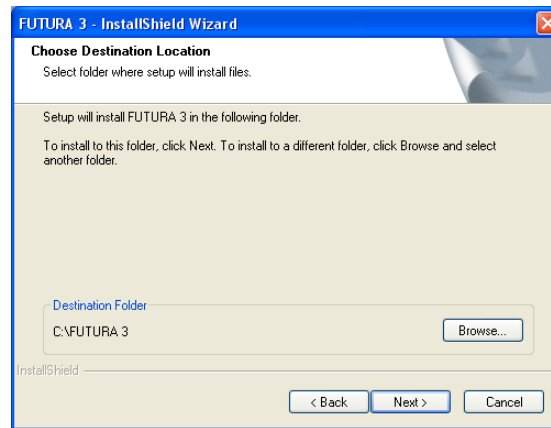 FUTURA 3 - InstallShield Wizard
Choose Destination Location
Select folder where setup will install files.
Setup will install FUTURA 3 in the following folder.
To install to this folder, click Next. To install to a different folder, click Browse and select
another folder.
Destination Folder
C:\FUTURA 3
Browse...
InstallShield
< Back
Next >
Cancel